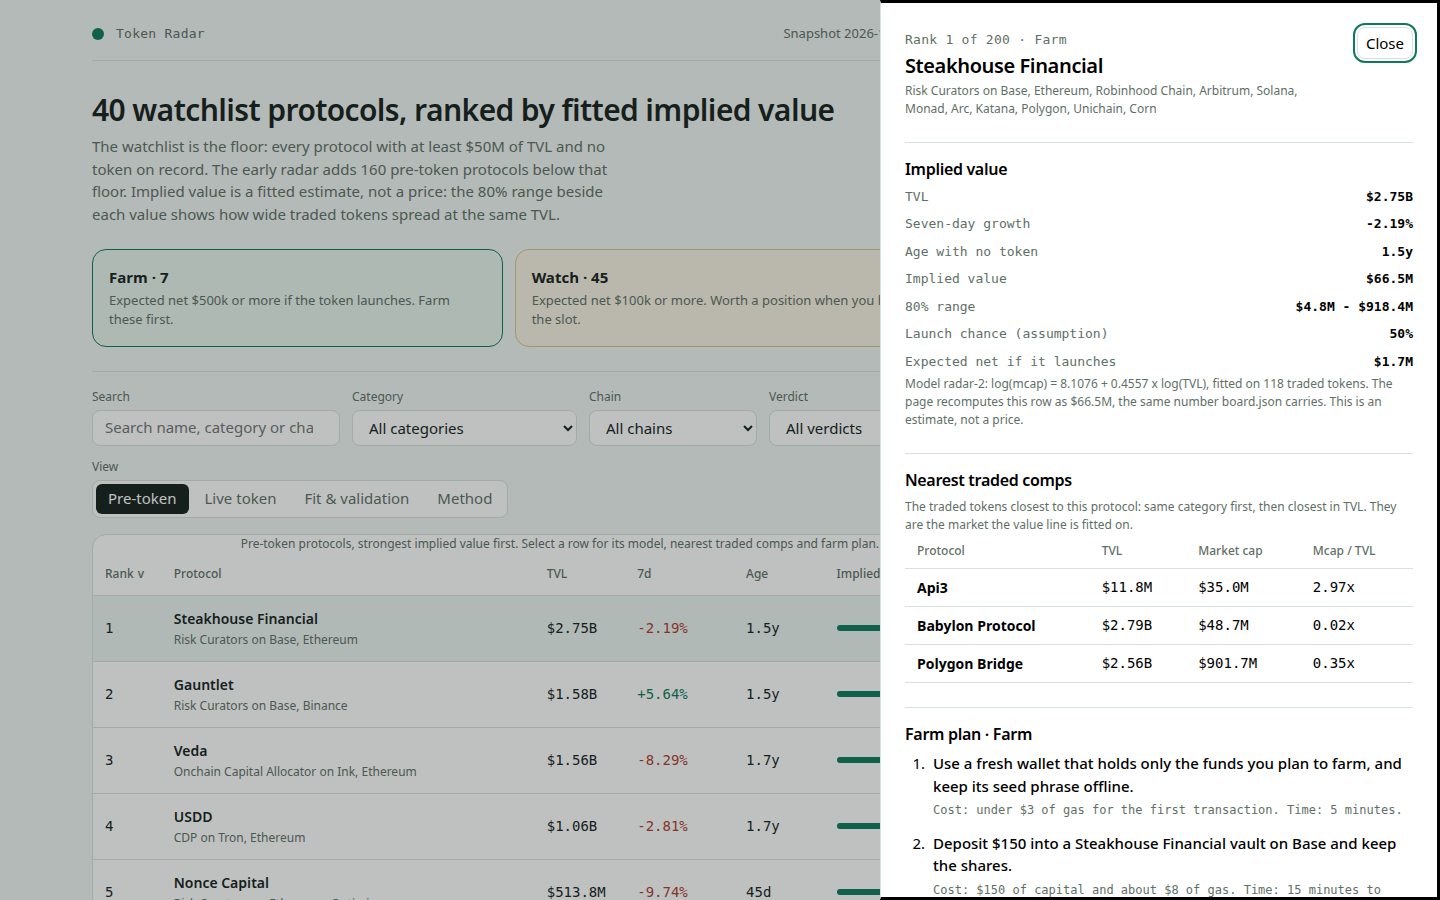 Token Radar
Snapshot 2026-
40 watchlist protocols, ranked by fitted implied value
The watchlist is the floor: every protocol with at least $50M of TVL and no
token on record. The early radar adds 160 pre-token protocols below that
floor. Implied value is a fitted estimate, not a price: the 80% range beside
each value shows how wide traded tokens spread at the same TVL.
Farm · 7
Expected net $500k or more if the token launches. Farm
these first.
Watch · 45
Expected net $100k or more. Worth a position when you
the slot.
Search
Category
Chain
Verdict
Search name, category or cha
All categories
All chains
All verdicts
View
Pre-token
Live token
Fit & validation
Method
Pre-token protocols, strongest implied value first. Select a row for its model, nearest traded comps and farm plan.
Rank v
Protocol
TVL
7d
Age
Implied
1
Steakhouse Financial
Risk Curators on Base, Ethereum
$2.75B
-2.19%
1.5y
2
Gauntlet
Risk Curators on Base, Binance
$1.58B
+5.64%
1.5y
3
Veda
Onchain Capital Allocator on Ink, Ethereum
$1.56B
-8.29%
1.7y
4
USDD
CDP on Tron, Ethereum
$1.06B
-2.81%
1.7y
5
Nonce Capital
$513.8M
-9.74%
45d
Rank 1 of 200 · Farm
Close
Steakhouse Financial
Risk Curators on Base, Ethereum, Robinhood Chain, Arbitrum, Solana,
Monad, Arc, Katana, Polygon, Unichain, Corn
Implied value
TVL $2.75B
Seven-day growth -2.19%
Age with no token 1.5y
Implied value $66.5M
80% range $4.8M - $918.4M
Launch chance (assumption) 50%
Expected net if it launches $1.7M
Model radar-2: log(mcap) = 8.1076 + 0.4557 x log(TVL), fitted on 118 traded tokens. The
page recomputes this row as $66.5M, the same number board.json carries. This is an
estimate, not a price.
Nearest traded comps
The traded tokens closest to this protocol: same category first, then closest in TVL. They
are the market the value line is fitted on.
Protocol TVL Market cap Mcap / TVL
Api3 $11.8M $35.0M 2.97x
Babylon Protocol $2.79B $48.7M 0.02x
Polygon Bridge $2.56B $901.7M 0.35x
Farm plan · Farm
1. Use a fresh wallet that holds only the funds you plan to farm, and
keep its seed phrase offline.
Cost: under $3 of gas for the first transaction. Time: 5 minutes.
2. Deposit $150 into a Steakhouse Financial vault on Base and keep
the shares.
Cost: $150 of capital and about $8 of gas. Time: 15 minutes to